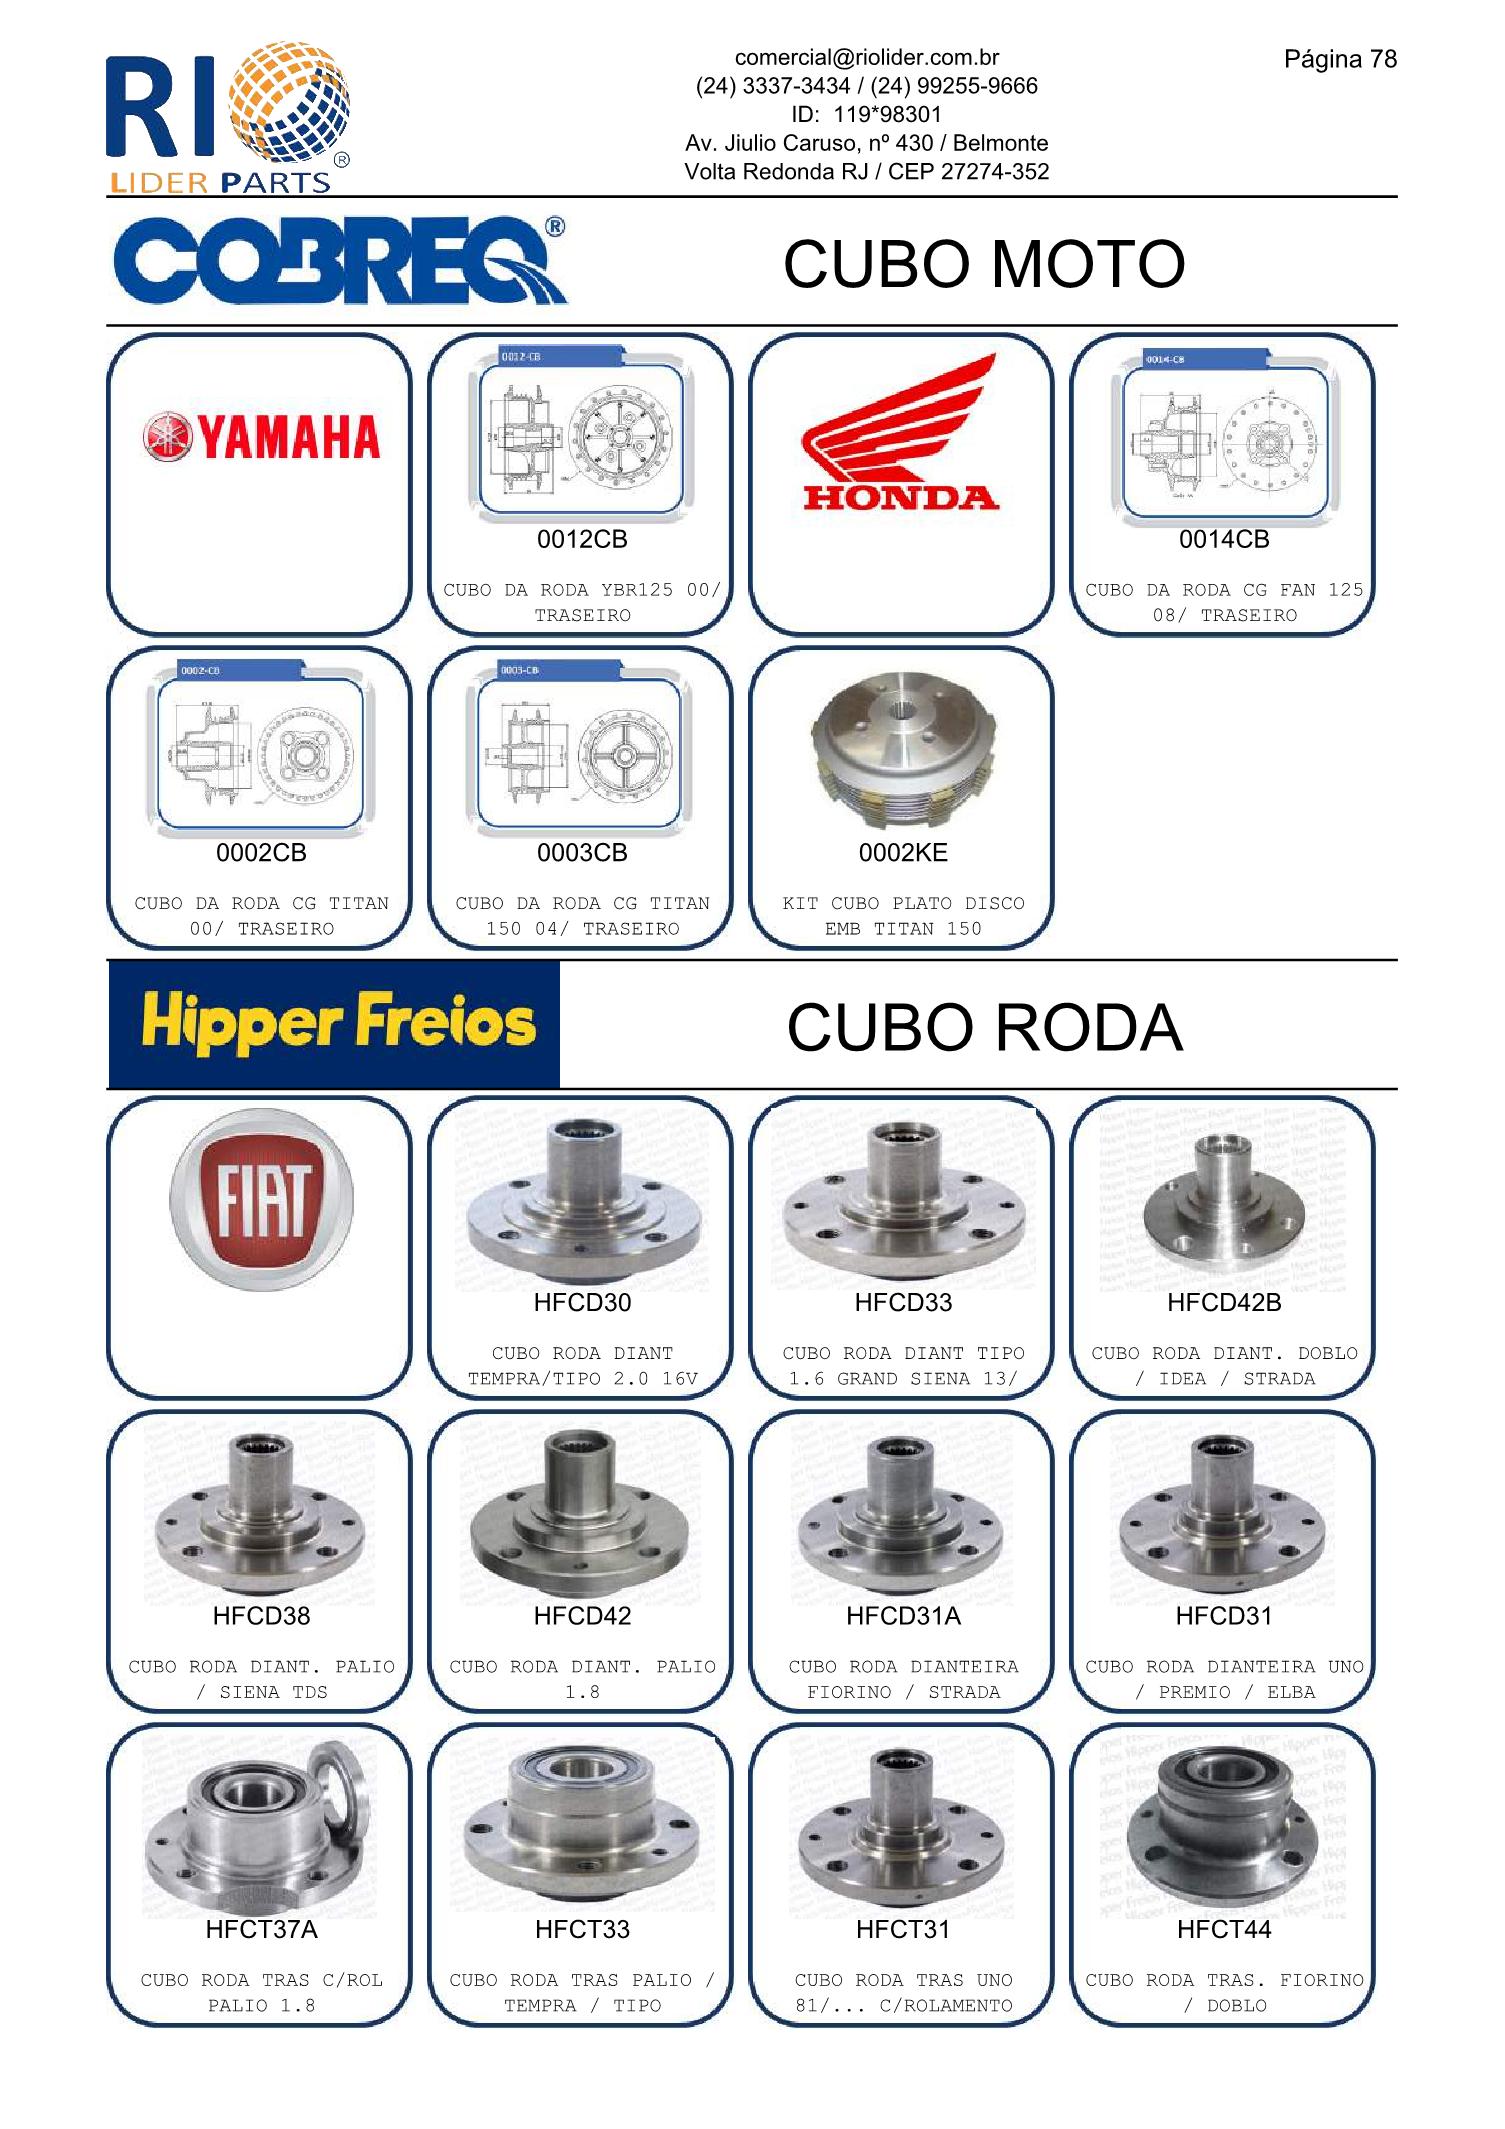 RIO
®
LIDER PARTS
comercial@riolider.com.br
(24) 3337-3434 / (24) 99255-9666
ID: 119*98301
Av. Jiulio Caruso, nº 430 / Belmonte
Volta Redonda RJ / CEP 27274-352
Página 78
COBREQ®
CUBO MOTO
YAMAHA
0012-CB
0012CB
CUBO DA RODA YBR125 00/
TRASEIRO
HONDA
0014-CB
0014CB
CUBO DA RODA CG FAN 125
08/ TRASEIRO
0002-CB
0002CB
CUBO DA RODA CG TITAN
00/ TRASEIRO
0003-CB
0003CB
CUBO DA RODA CG TITAN
150 04/ TRASEIRO
0002KE
KIT CUBO PLATO DISCO
EMB TITAN 150
Hipper Freios
CUBO RODA
FIAT
HFCD30
CUBO RODA DIANT
TEMPRA/TIPO 2.0 16V
HFCD33
CUBO RODA DIANT TIPO
1.6 GRAND SIENA 13/
HFCD42B
CUBO RODA DIANT. DOBLO
/ IDEA / STRADA
HFCD38
CUBO RODA DIANT. PALIO
/ SIENA TDS
HFCD42
CUBO RODA DIANT. PALIO
1.8
HFCD31A
CUBO RODA DIANTEIRA
FIORINO / STRADA
HFCD31
CUBO RODA DIANTEIRA UNO
/ PREMIO / ELBA
HFCT37A
CUBO RODA TRAS C/ROL
PALIO 1.8
HFCT33
CUBO RODA TRAS PALIO /
TEMPRA / TIPO
HFCT31
CUBO RODA TRAS UNO
81/... C/ROLAMENTO
HFCT44
CUBO RODA TRAS. FIORINO
/ DOBLO